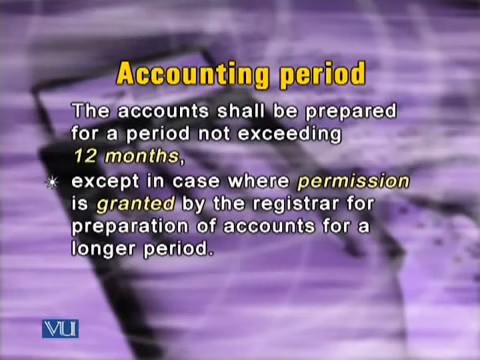 Accounting period
The accounts shall be prepared
for a period not exceeding
12 months,
except in case where permission
is granted by the registrar for
preparation of accounts for a
longer period.
VU